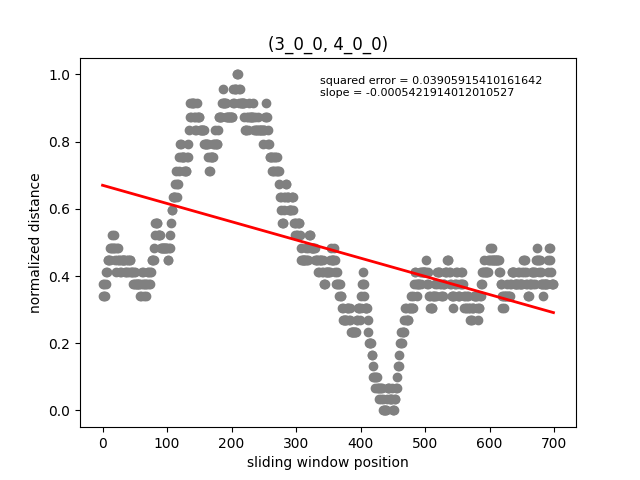 (3_0_0, 4_0_0)
squared error = 0.03905915410161642
slope = -0.0005421914012010527
1.0
0.8
0.6
0.4
0.2
0.0
normalized distance
0 100 200 300 400 500 600 700
sliding window position